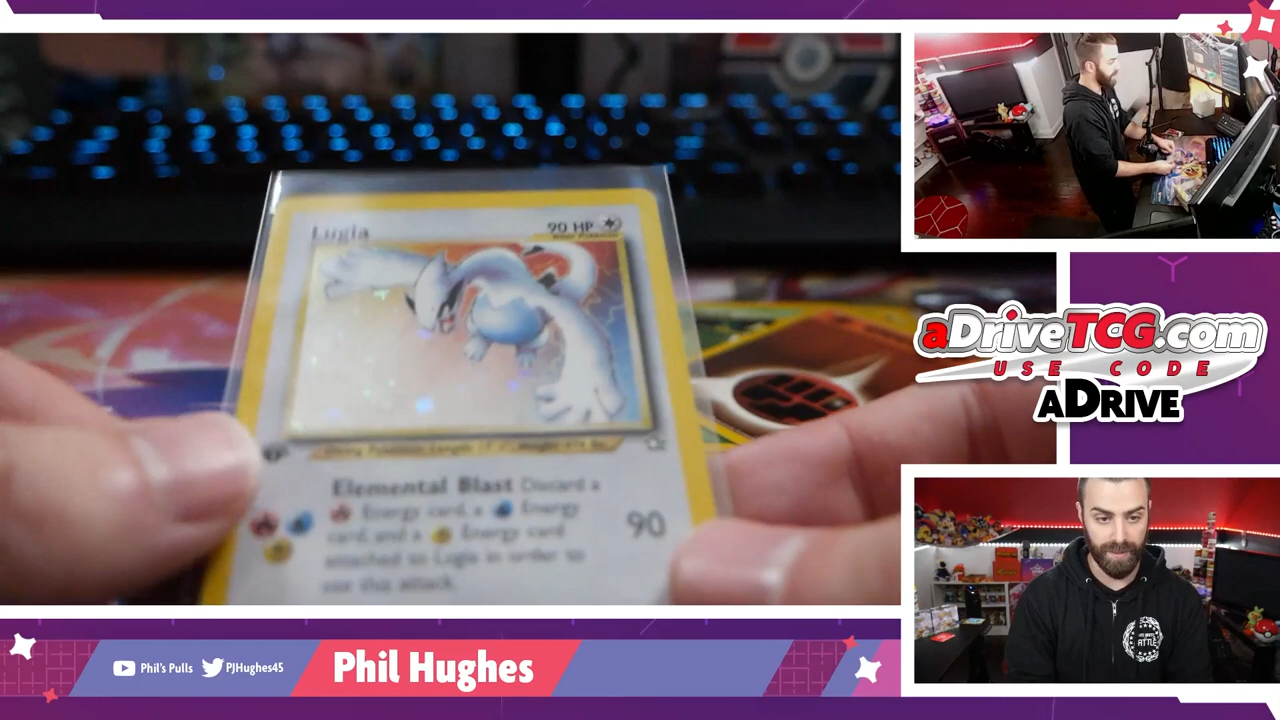 Lugia
90 HP
Elemental Blast Discard a
Energy card, a Energy
card, and a Energy card
attached to Lugia in order to
use this attack.
90
aDriveTCG.com
USE CODE
aDRIVE
Phil's Pulls
PJHughes45
Phil Hughes